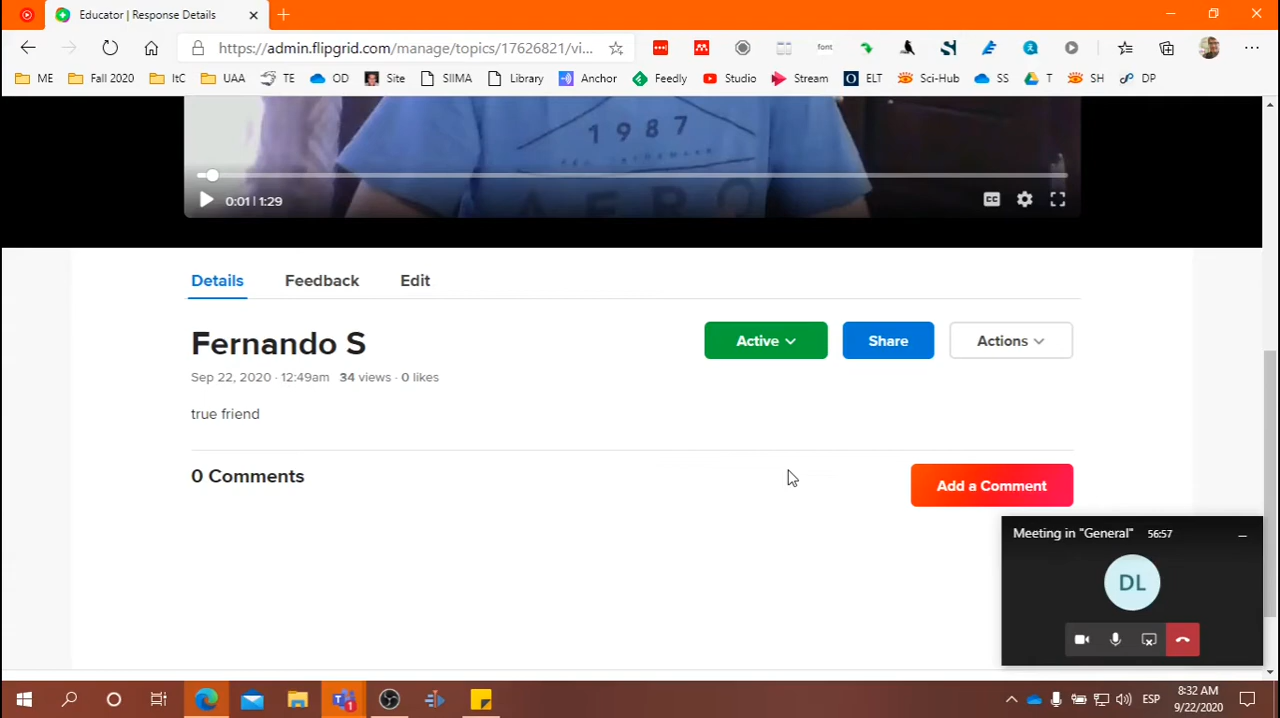 Educator | Response Details
https://admin.flipgrid.com/manage/topics/17626821/vi...
font
ME Fall 2020 ItC UAA TE OD Site SIIMA Library Anchor Feedly Studio Stream ELT Sci-Hub SS T SH DP
1987
AERO
0:01 | 1:29
CC
Details Feedback Edit
Fernando S
Active Share Actions
Sep 22, 2020 · 12:49am 34 views · 0 likes
true friend
0 Comments
Add a Comment
Meeting in "General" 56:57
DL
ESP
8:32 AM
9/22/2020